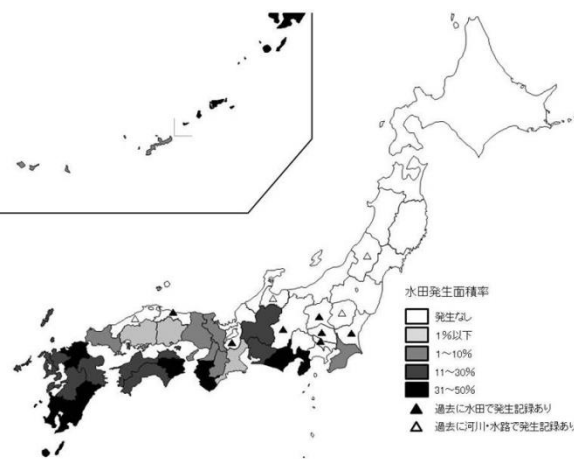 水田発生面積率
発生なし
1%以下
1~10%
11~30%
31~50%
過去に水田で発生記録あり
過去に河川・水路で発生記録あり